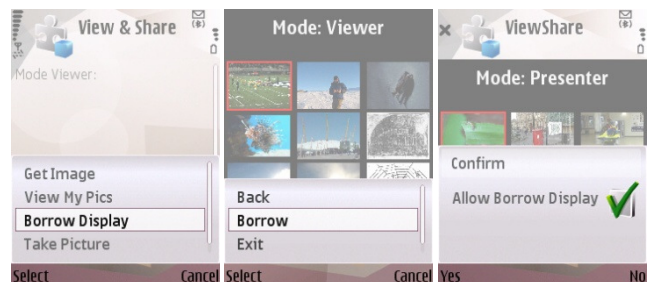 View & Share
Mode Viewer:
Get Image
View My Pics
Borrow Display
Take Picture
Select Cancel
Mode: Viewer
Back
Borrow
Exit
Select Cancel
ViewShare
Mode: Presenter
Confirm
Allow Borrow Display
Yes No